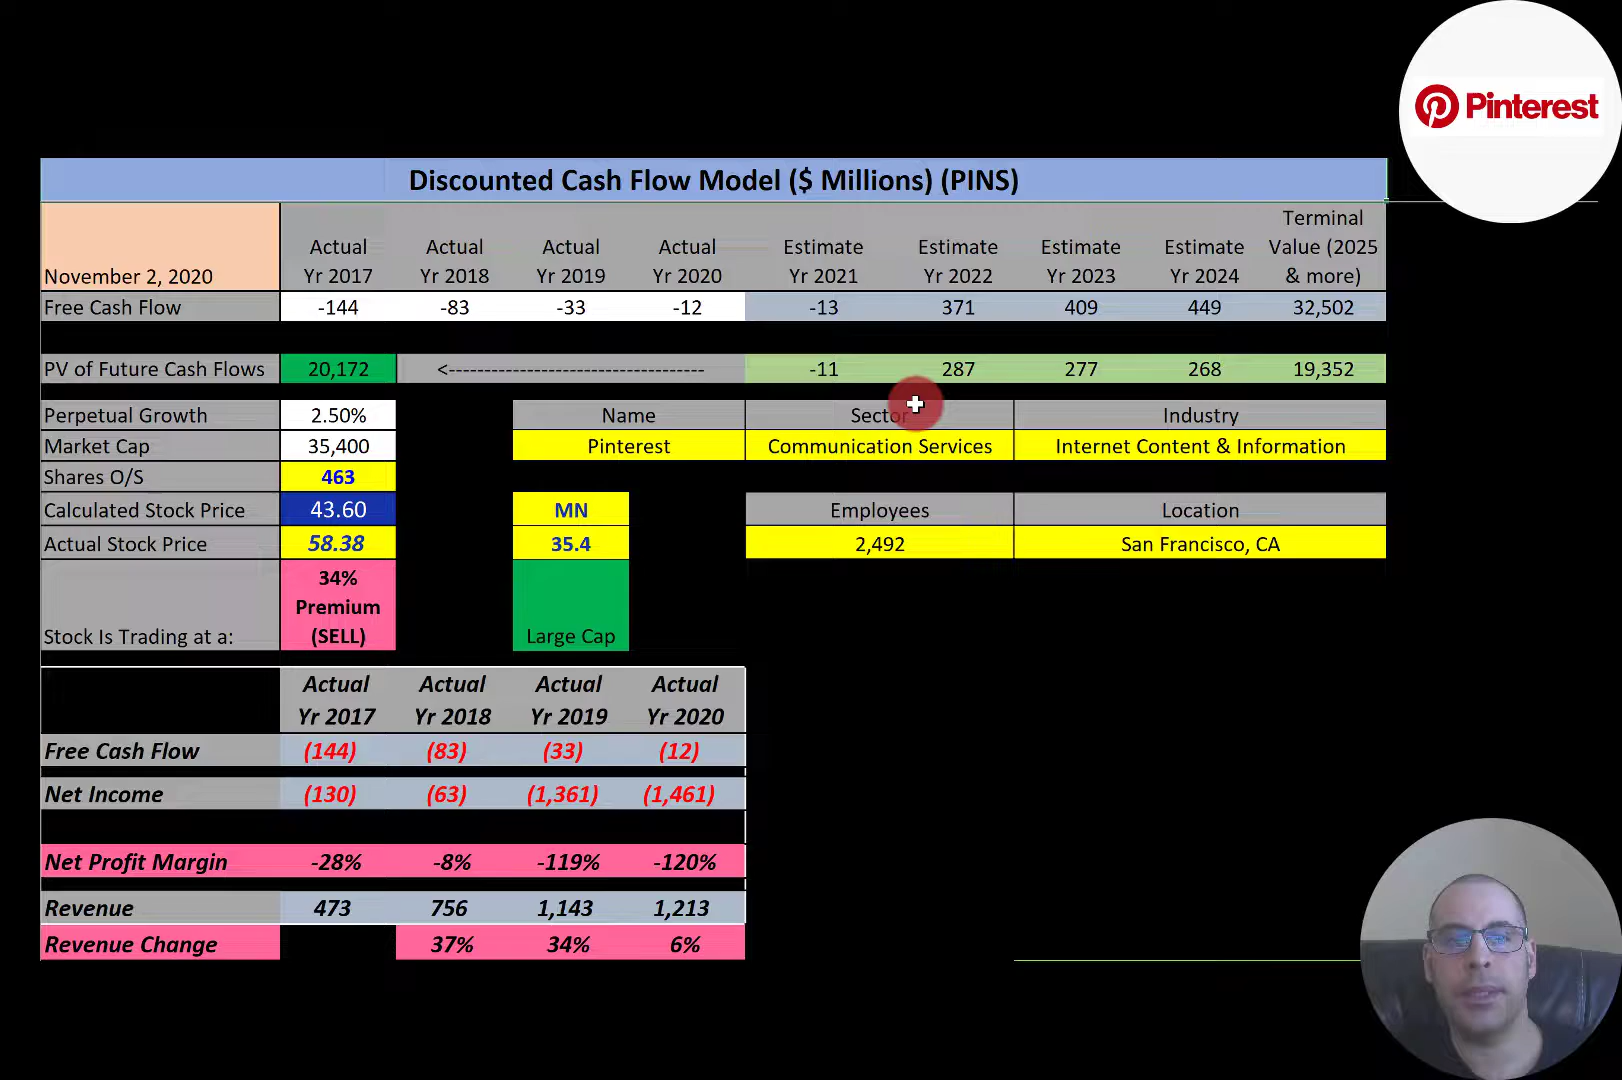 Pinterest
Discounted Cash Flow Model ($ Millions) (PINS)
November 2, 2020 Actual Yr 2017 Actual Yr 2018 Actual Yr 2019 Actual Yr 2020 Estimate Yr 2021 Estimate Yr 2022 Estimate Yr 2023 Estimate Yr 2024 Terminal Value (2025 & more)
Free Cash Flow -144 -83 -33 -12 -13 371 409 449 32,502
PV of Future Cash Flows 20,172 <------------------------------------ -11 287 277 268 19,352
Perpetual Growth 2.50% Name Sector Industry
Market Cap 35,400 Pinterest Communication Services Internet Content & Information
Shares O/S 463
Calculated Stock Price 43.60 MN Employees Location
Actual Stock Price 58.38 35.4 2,492 San Francisco, CA
Stock Is Trading at a: 34% Premium (SELL) Large Cap
Actual Yr 2017 Actual Yr 2018 Actual Yr 2019 Actual Yr 2020
Free Cash Flow (144) (83) (33) (12)
Net Income (130) (63) (1,361) (1,461)
Net Profit Margin -28% -8% -119% -120%
Revenue 473 756 1,143 1,213
Revenue Change 37% 34% 6%